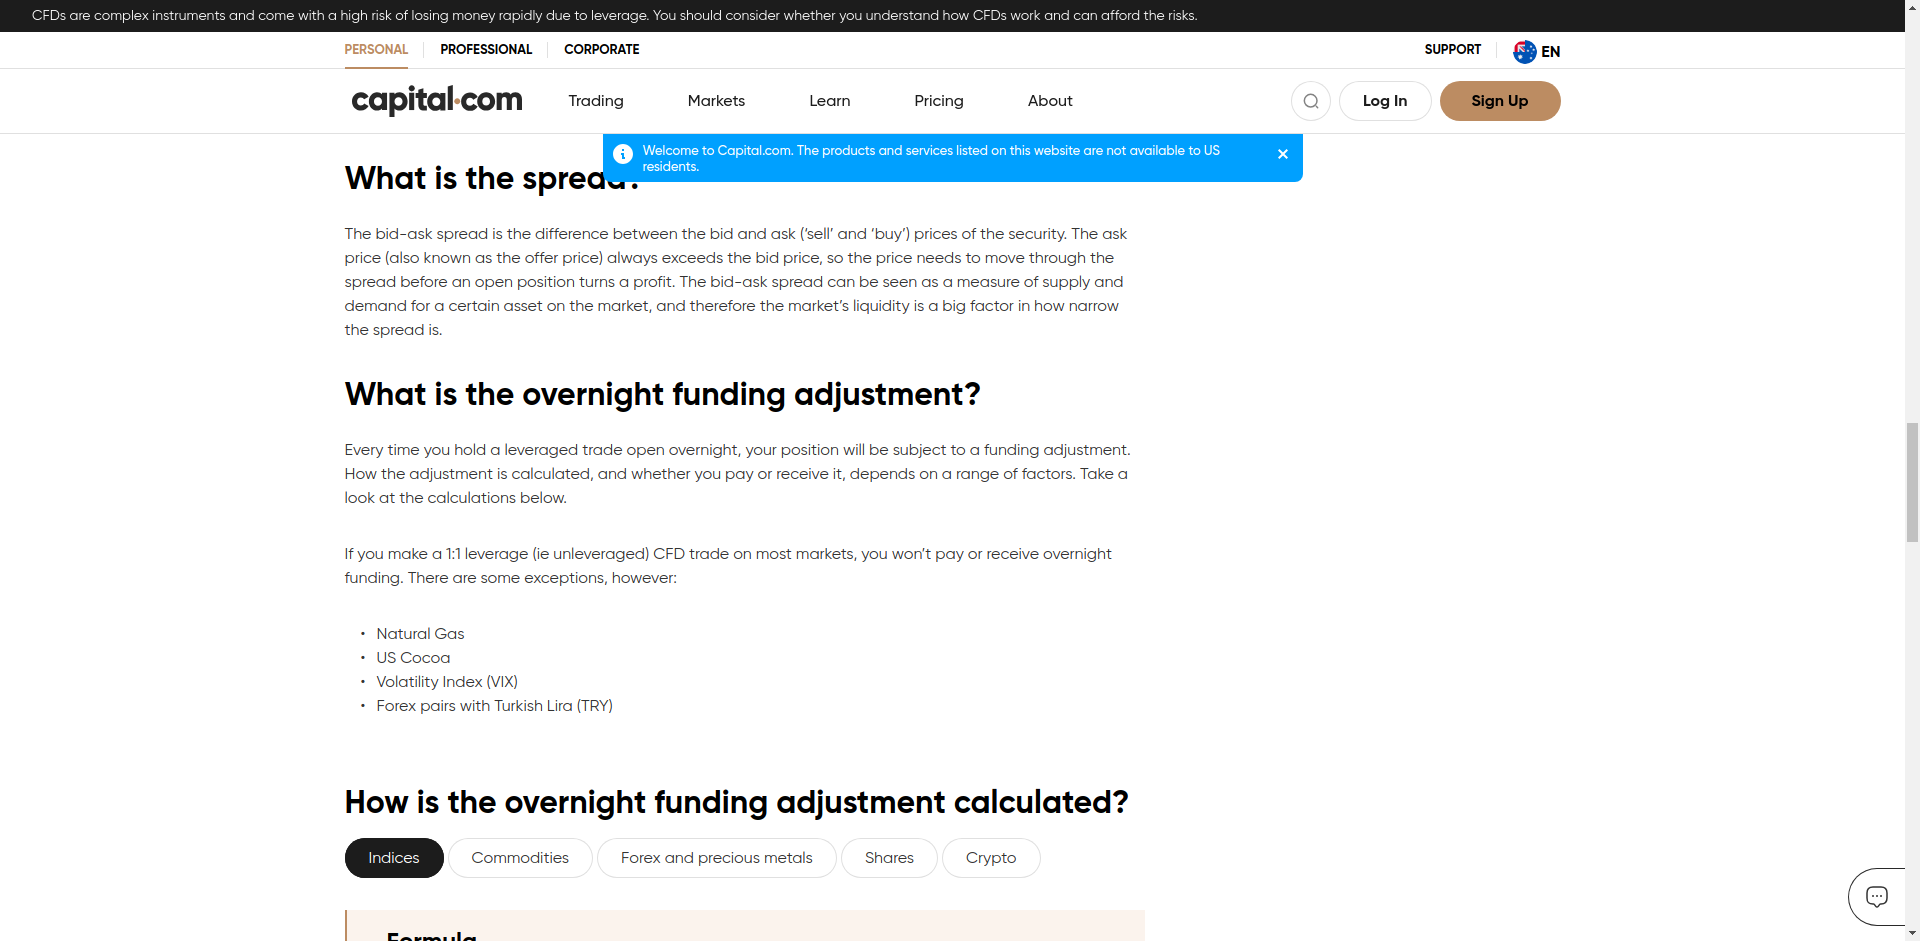 CFDs are complex instruments and come with a high risk of losing money rapidly due to leverage. You should consider whether you understand how CFDs work and can afford the risks.
PERSONAL
PROFESSIONAL
CORPORATE
SUPPORT
EN
capital.com
Trading
Markets
Learn
Pricing
About
Log In
Sign Up
Welcome to Capital.com. The products and services listed on this website are not available to US
residents.
What is the spread?
The bid-ask spread is the difference between the bid and ask (‘sell’ and ‘buy’) prices of the security. The ask
price (also known as the offer price) always exceeds the bid price, so the price needs to move through the
spread before an open position turns a profit. The bid-ask spread can be seen as a measure of supply and
demand for a certain asset on the market, and therefore the market’s liquidity is a big factor in how narrow
the spread is.
What is the overnight funding adjustment?
Every time you hold a leveraged trade open overnight, your position will be subject to a funding adjustment.
How the adjustment is calculated, and whether you pay or receive it, depends on a range of factors. Take a
look at the calculations below.
If you make a 1:1 leverage (ie unleveraged) CFD trade on most markets, you won’t pay or receive overnight
funding. There are some exceptions, however:
• Natural Gas
• US Cocoa
• Volatility Index (VIX)
• Forex pairs with Turkish Lira (TRY)
How is the overnight funding adjustment calculated?
Indices
Commodities
Forex and precious metals
Shares
Crypto
Formula